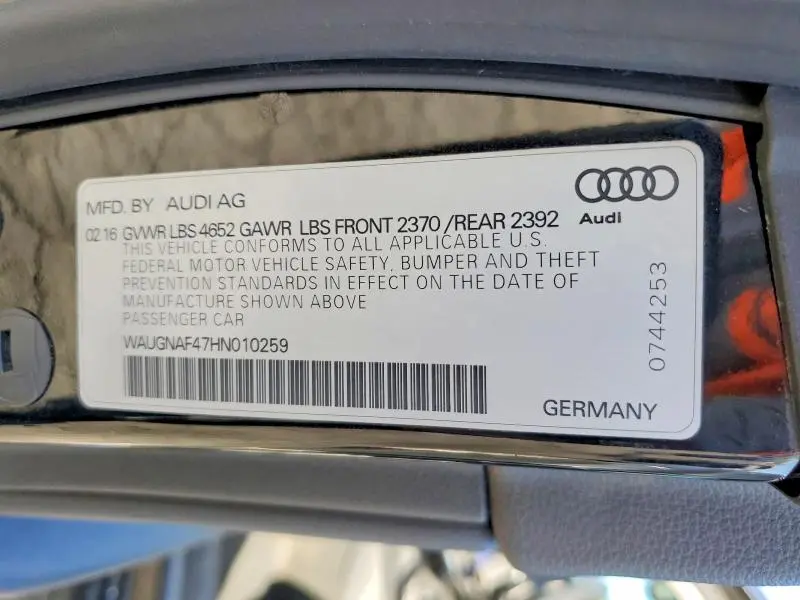 MFD. BY AUDI AG
Audi
02 16 GVWR LBS 4652 GAWR LBS FRONT 2370 /REAR 2392
THIS VEHICLE CONFORMS TO ALL APPLICABLE U.S.
FEDERAL MOTOR VEHICLE SAFETY, BUMPER AND THEFT
PREVENTION STANDARDS IN EFFECT ON THE DATE OF
MANUFACTURE SHOWN ABOVE
PASSENGER CAR
WAUGNAF47HN010259
GERMANY
0744253